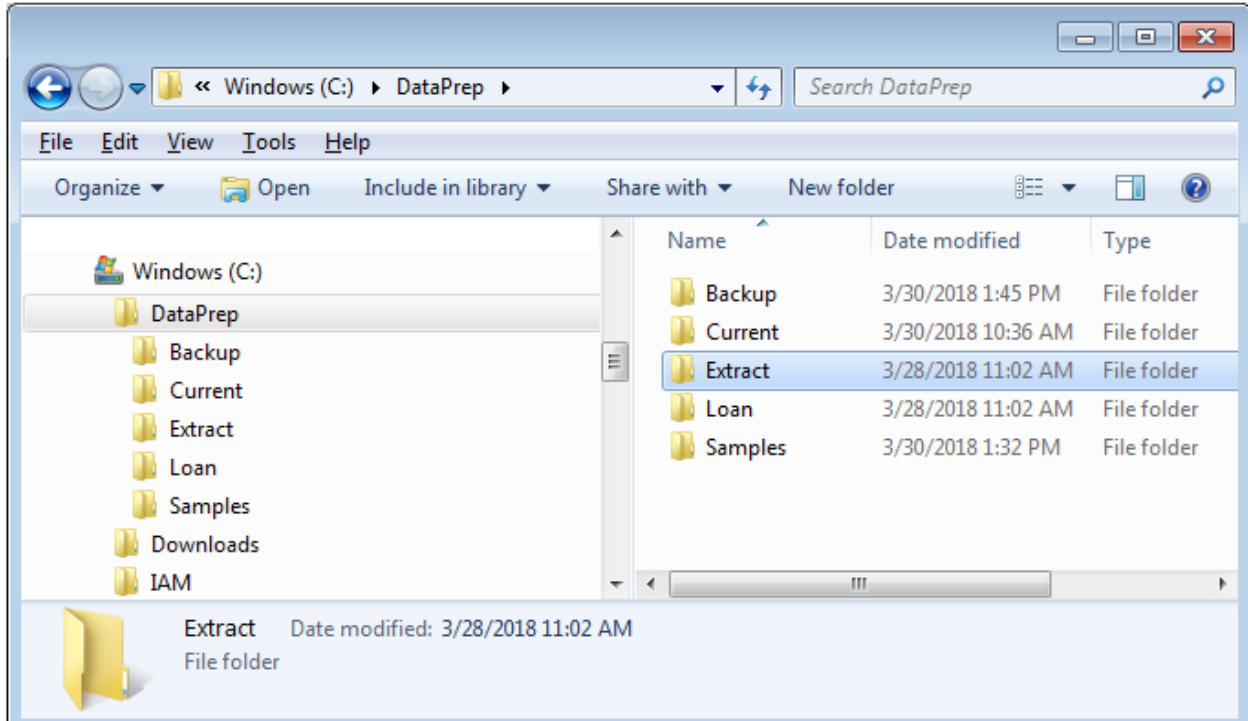 « Windows (C:) ▸ DataPrep ▸ Search DataPrep
File Edit View Tools Help
Organize Open Include in library Share with New folder
Name Date modified Type
Windows (C:)
DataPrep
Backup
Current
Extract
Loan
Samples
Downloads
IAM
Backup 3/30/2018 1:45 PM File folder
Current 3/30/2018 10:36 AM File folder
Extract 3/28/2018 11:02 AM File folder
Loan 3/28/2018 11:02 AM File folder
Samples 3/30/2018 1:32 PM File folder
Extract Date modified: 3/28/2018 11:02 AM
File folder